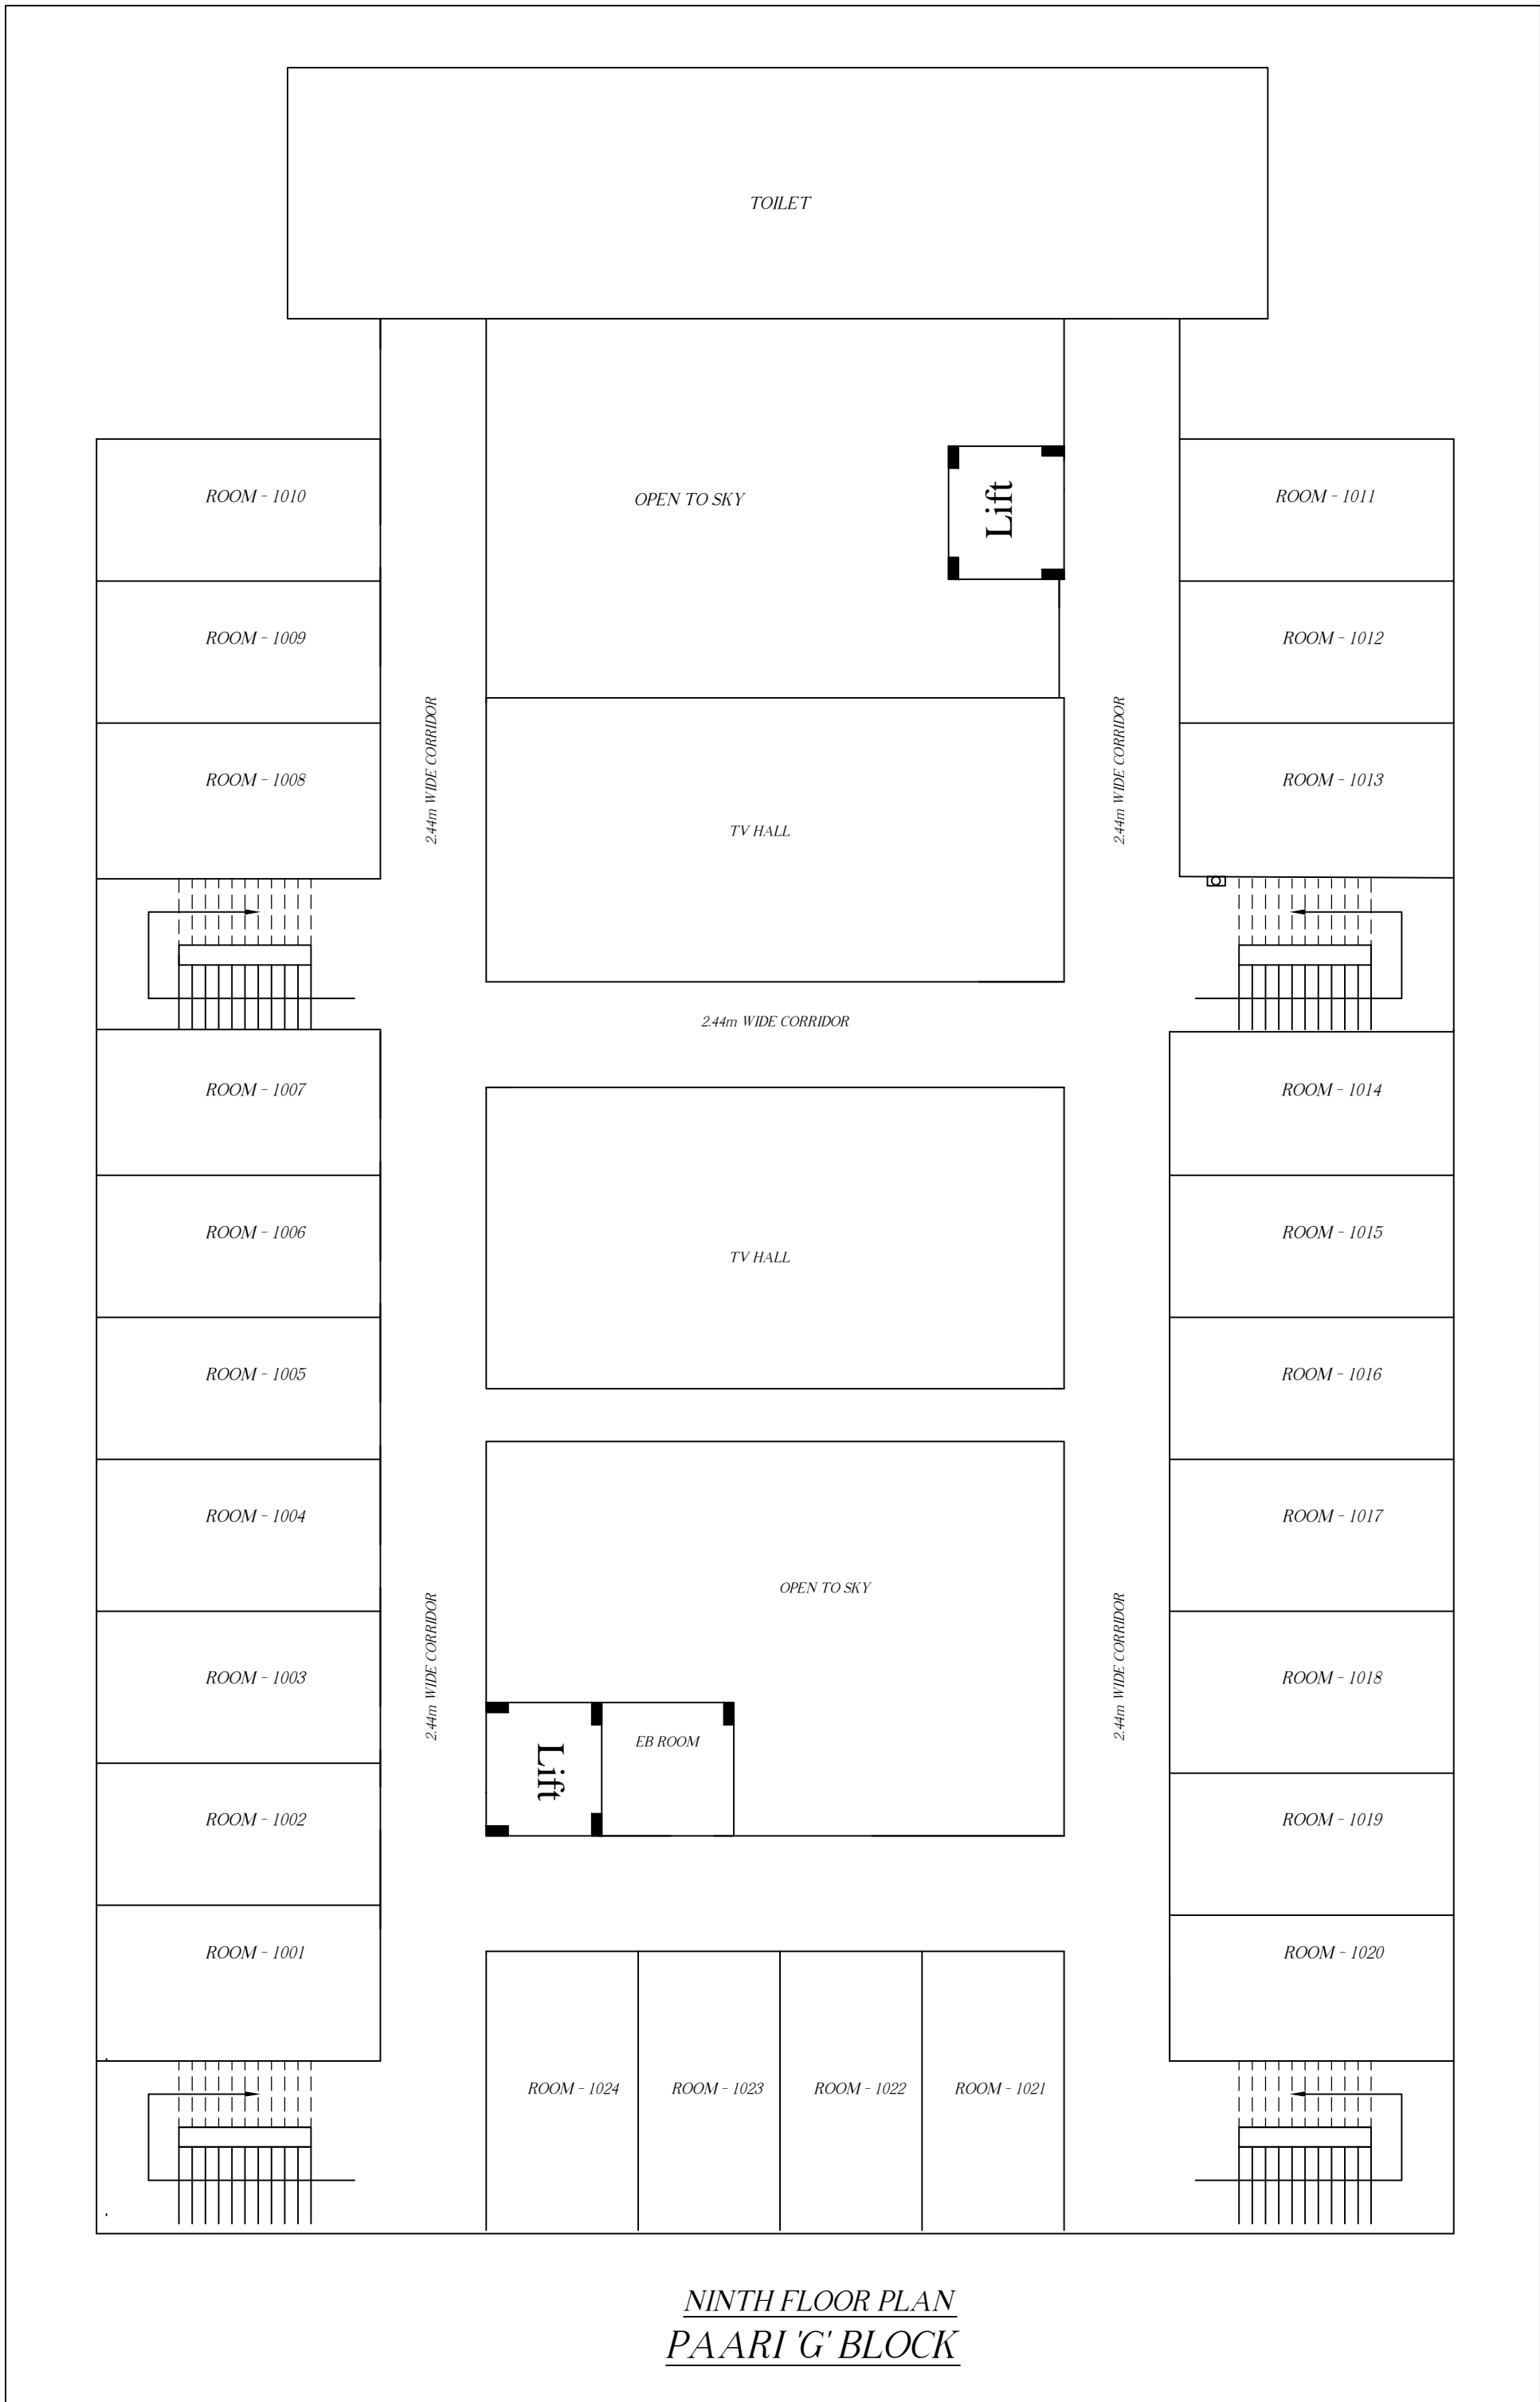 TOILET
ROOM - 1010
OPEN TO SKY
Lift
ROOM - 1011
ROOM - 1009
ROOM - 1012
2.44m WIDE CORRIDOR
2.44m WIDE CORRIDOR
ROOM - 1008
ROOM - 1013
TV HALL
2.44m WIDE CORRIDOR
ROOM - 1007
ROOM - 1014
ROOM - 1006
ROOM - 1015
TV HALL
ROOM - 1005
ROOM - 1016
ROOM - 1004
ROOM - 1017
OPEN TO SKY
2.44m WIDE CORRIDOR
2.44m WIDE CORRIDOR
ROOM - 1003
ROOM - 1018
EB ROOM
Lift
ROOM - 1002
ROOM - 1019
ROOM - 1001
ROOM - 1020
ROOM - 1024
ROOM - 1023
ROOM - 1022
ROOM - 1021
NINTH FLOOR PLAN
PAARI 'G' BLOCK